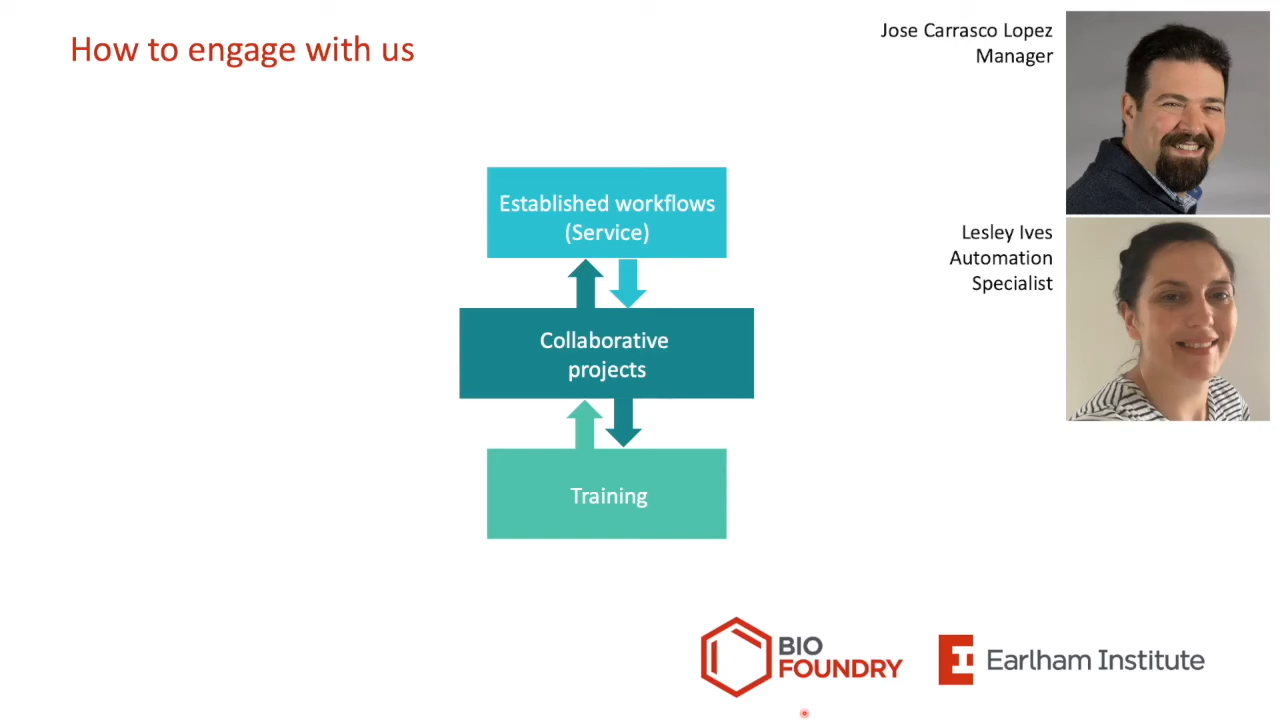 How to engage with us
Jose Carrasco Lopez
Manager
Established workflows
(Service)
Lesley Ives
Automation
Specialist
Collaborative
projects
Training
BIO
FOUNDRY
Earlham Institute